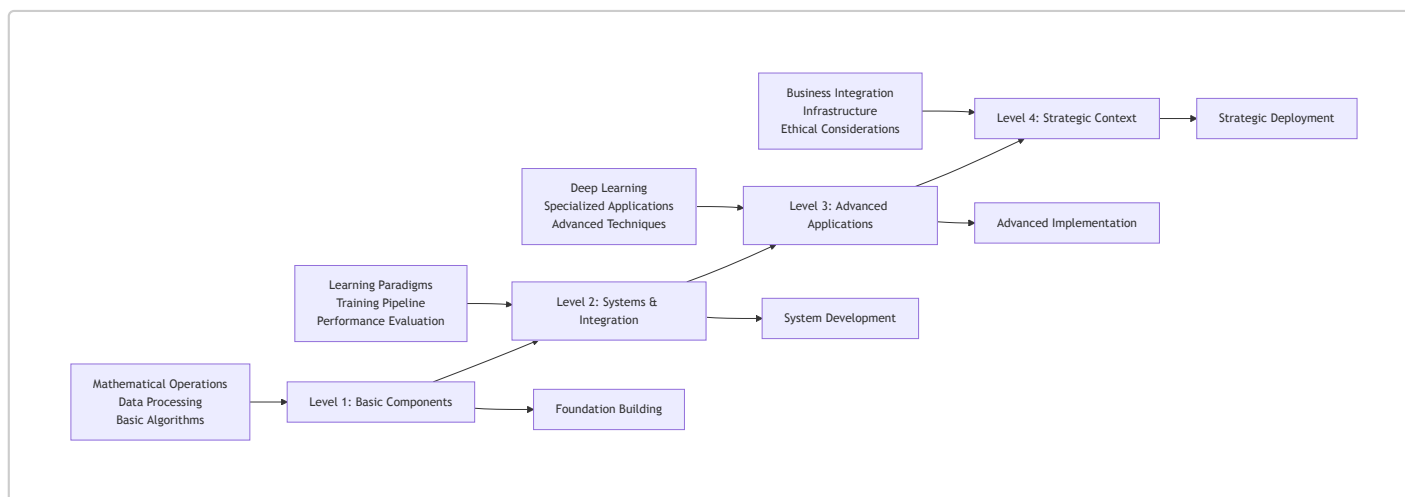 Business Integration
Infrastructure
Ethical Considerations
Level 4: Strategic Context
Strategic Deployment
Deep Learning
Specialized Applications
Advanced Techniques
Level 3: Advanced
Applications
Advanced Implementation
Learning Paradigms
Training Pipeline
Performance Evaluation
Level 2: Systems &
Integration
System Development
Mathematical Operations
Data Processing
Basic Algorithms
Level 1: Basic Components
Foundation Building